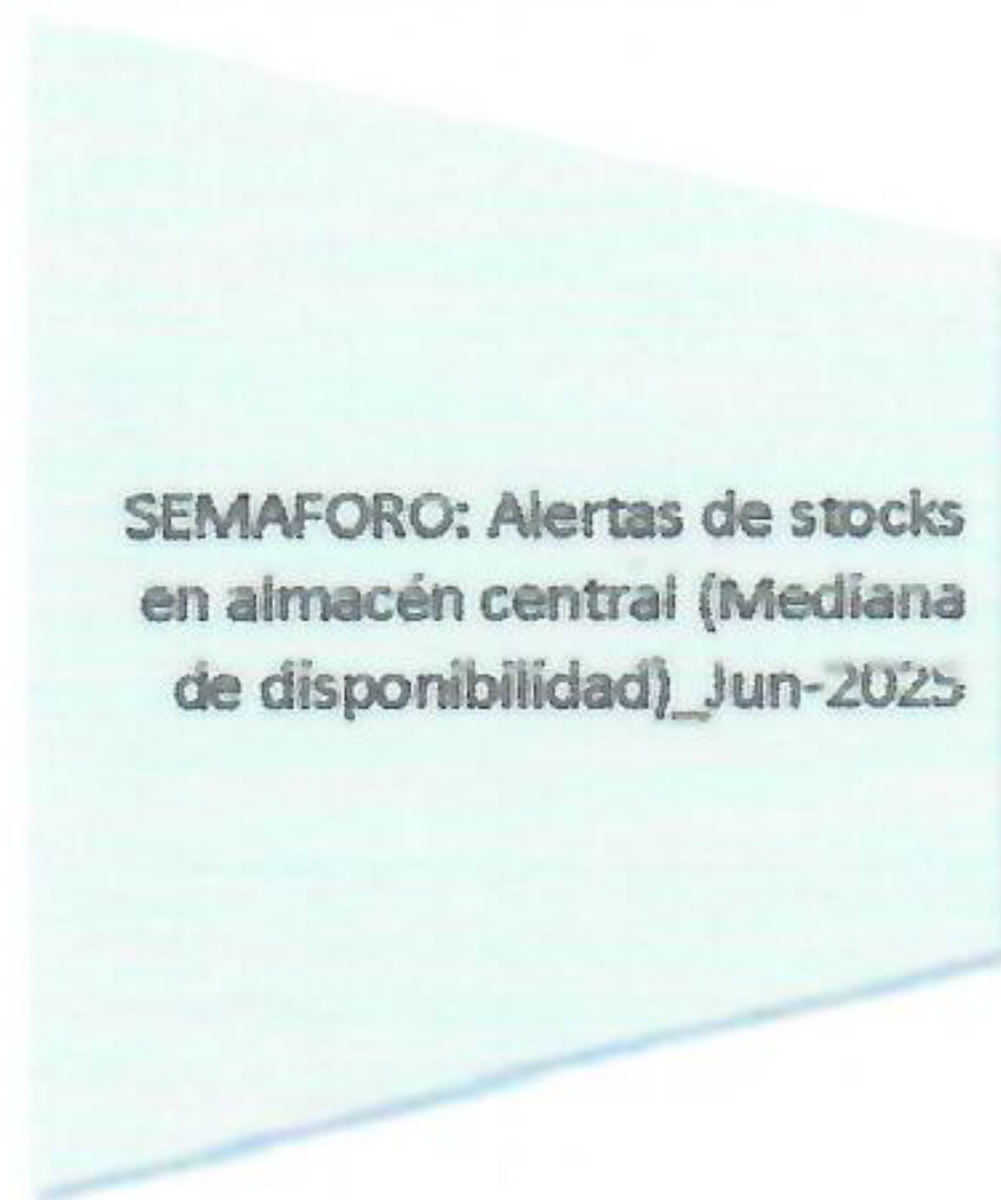 SEMAFORO: Alertas de stocks
en almacén central (Mediana
de disponibilidad)_Jun-2025